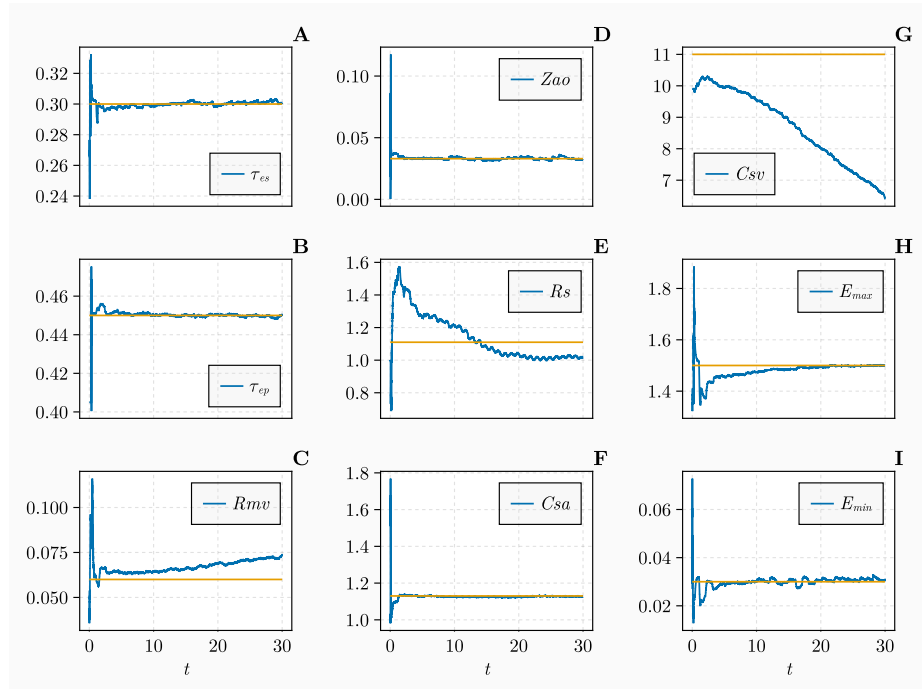 A
0.32
0.30
0.28
0.26
0.24
τes
D
0.10
0.05
0.00
Zao
G
11
10
9
8
7
Csv
B
0.46
0.44
0.42
0.40
τep
E
1.6
1.4
1.2
1.0
0.8
Rs
H
1.8
1.6
1.4
Emax
C
0.100
0.075
0.050
Rmv
0 10 20 30
t
F
1.8
1.6
1.4
1.2
1.0
Csa
0 10 20 30
t
I
0.06
0.04
0.02
Emin
0 10 20 30
t